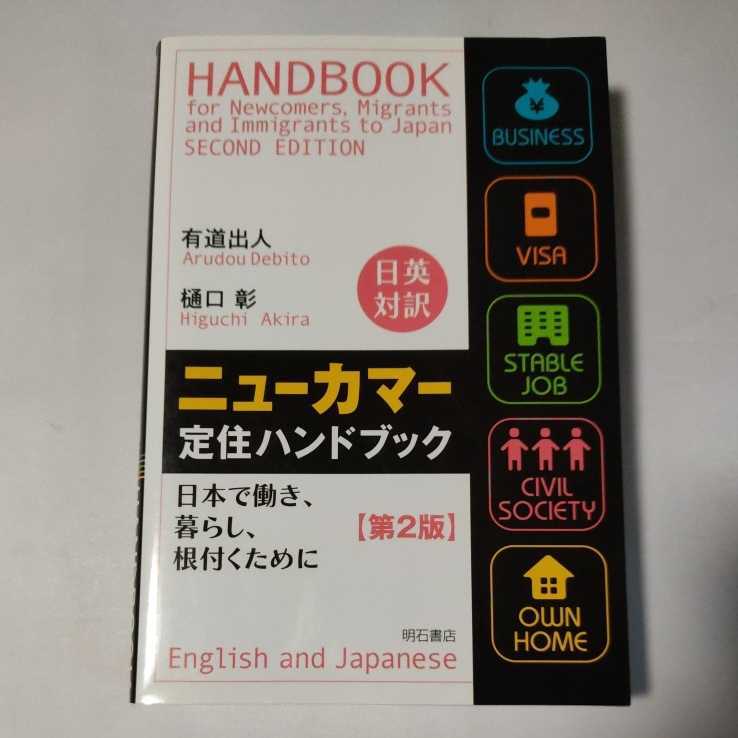 HANDBOOK
for Newcomers, Migrants
and Immigrants to Japan
SECOND EDITION
有道出人
Arudou Debito
樋口 彰
Higuchi Akira
日英
対訳
ニューカマー
定住ハンドブック
日本で働き、
暮らし、
根付くために
【第2版】
明石書店
English and Japanese
¥
BUSINESS
VISA
STABLE
JOB
CIVIL
SOCIETY
OWN
HOME